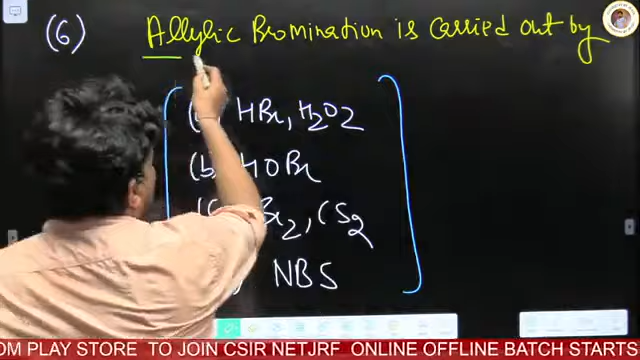 (6) Allylic Bromination is carried out by
HBr, H2O2
(b) HOBr
Br2, CS2
NBS
OM PLAY STORE TO JOIN CSIR NETJRF ONLINE OFFLINE BATCH STARTS